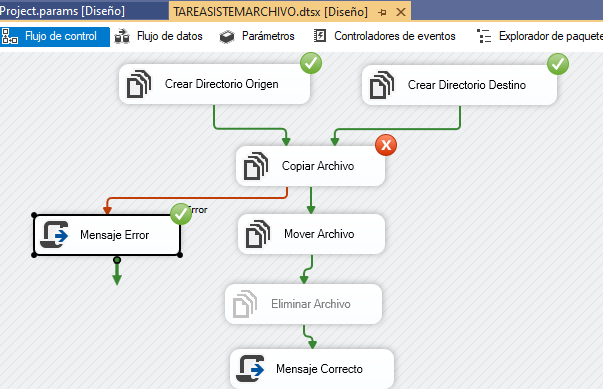 Project.params [Diseño]
TAREASISTEMARCHIVO.dtsx [Diseño]
Flujo de control
Flujo de datos
Parámetros
Controladores de eventos
Explorador de paquete
Crear Directorio Origen
Crear Directorio Destino
Copiar Archivo
Error
Mensaje Error
Mover Archivo
Eliminar Archivo
Mensaje Correcto